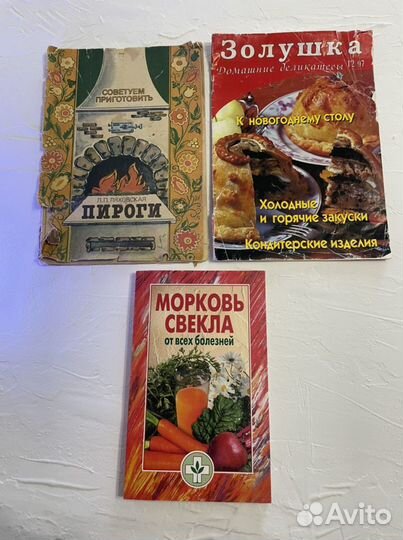 СОВЕТУЕМ
ПРИГОТОВИТЬ
Л.П. ЛЯХОВСКАЯ
ПИРОГИ
Золушка
Домашние деликатесы 12'97
К новогоднему столу
Холодные
и горячие закуски
Кондитерские изделия
МОРКОВЬ
СВЕКЛА
от всех болезней
Avito